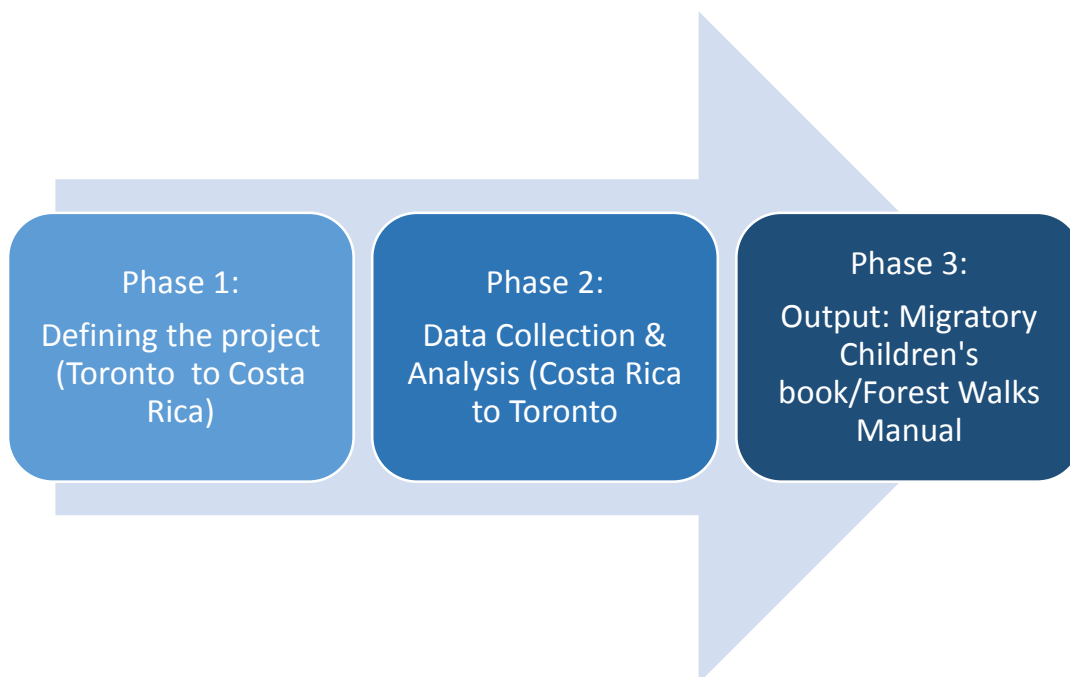 Phase 1:
Defining the project
(Toronto  to Costa
Rica)
Phase 2:
Data Collection &
Analysis (Costa Rica
to Toronto
Phase 3:
Output: Migratory
Children's
book/Forest Walks
Manual